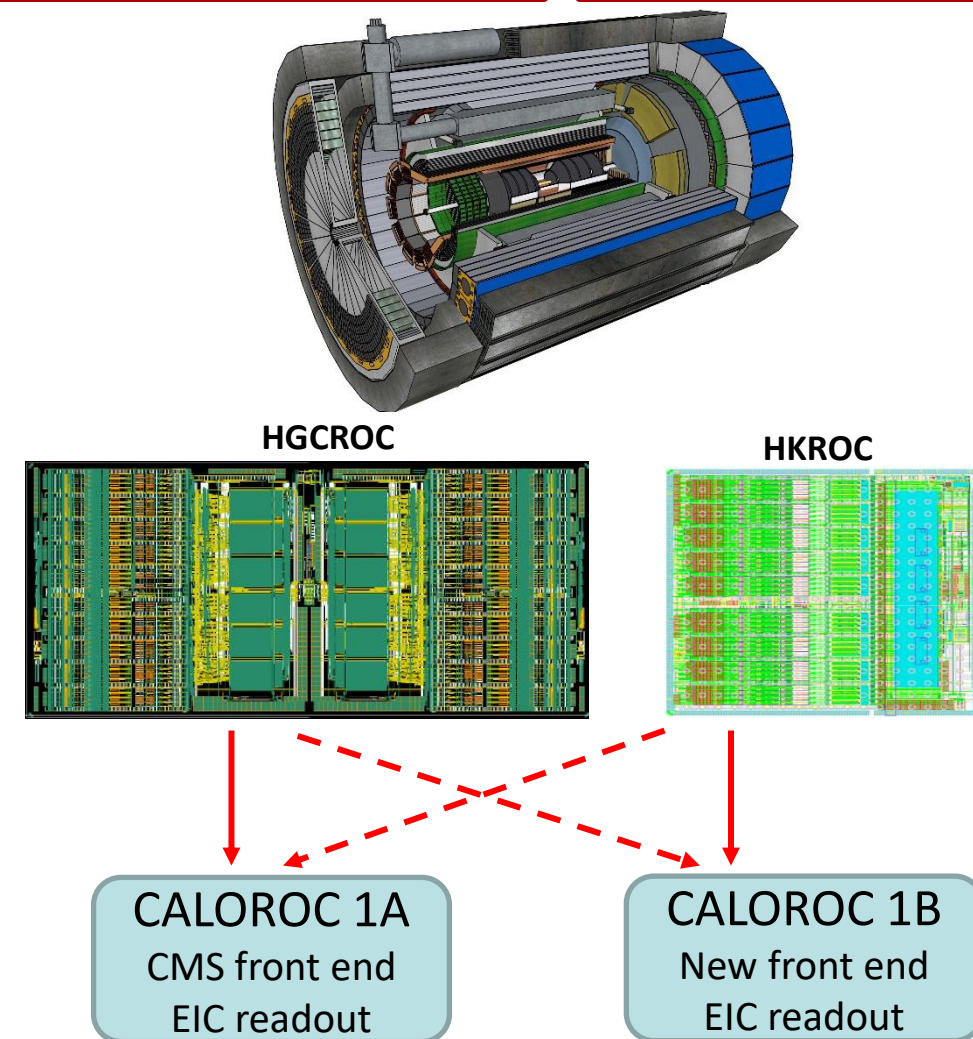 HGCROC
HKROC
CALOROC 1A
CMS front end
EIC readout
CALOROC 1B
New front end
EIC readout